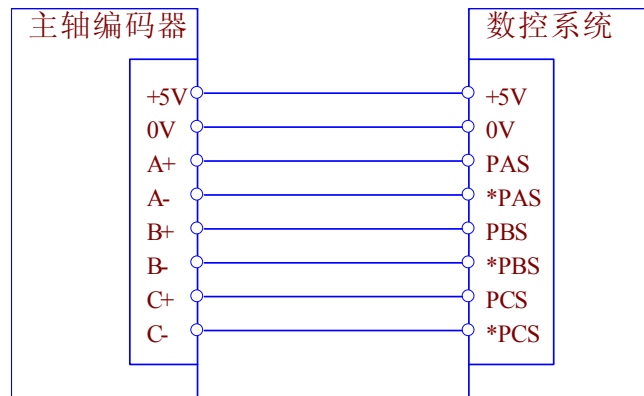 主轴编码器 数控系统
+5V +5V
0V 0V
A+ PAS
A- *PAS
B+ PBS
B- *PBS
C+ PCS
C- *PCS